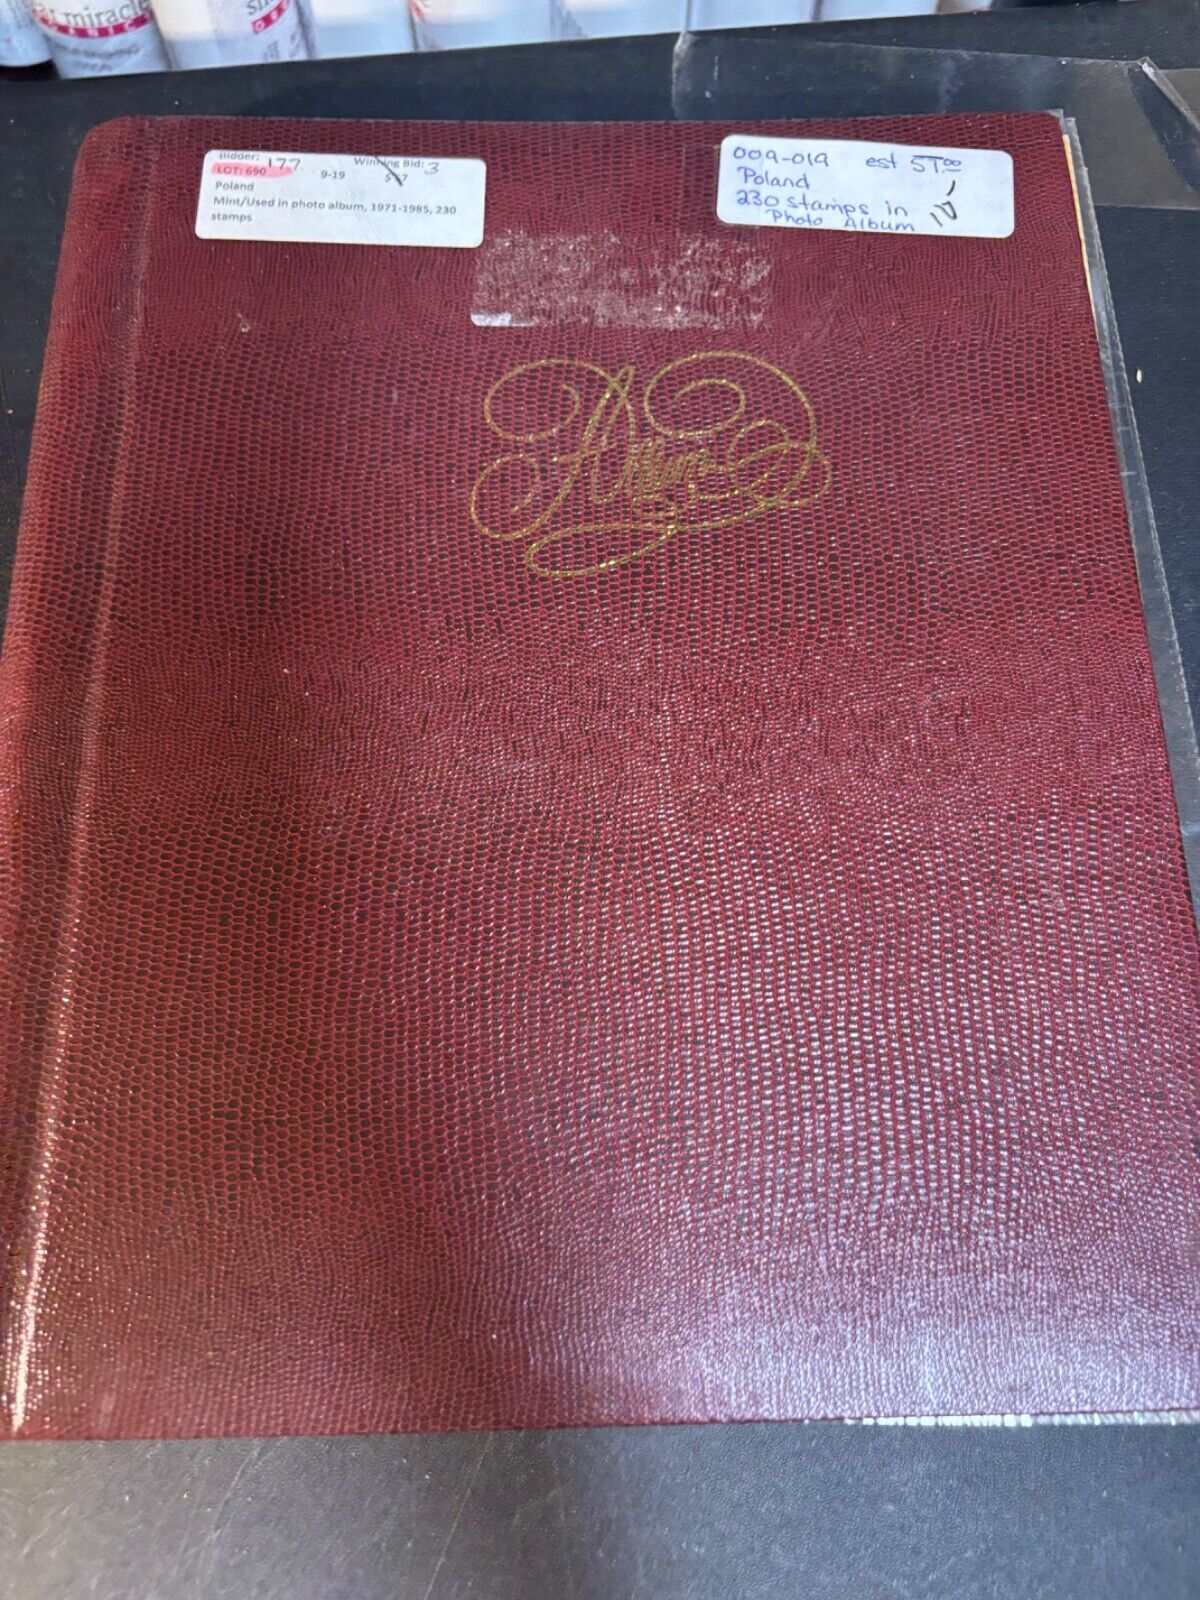 miracle
Bidder: 177 Winning Bid: 3
LOT: 690 9-19
Poland
Mint/Used in photo album, 1971-1985, 230
stamps
009-019 est 5T.00
Poland
230 stamps in
Photo Album
Album